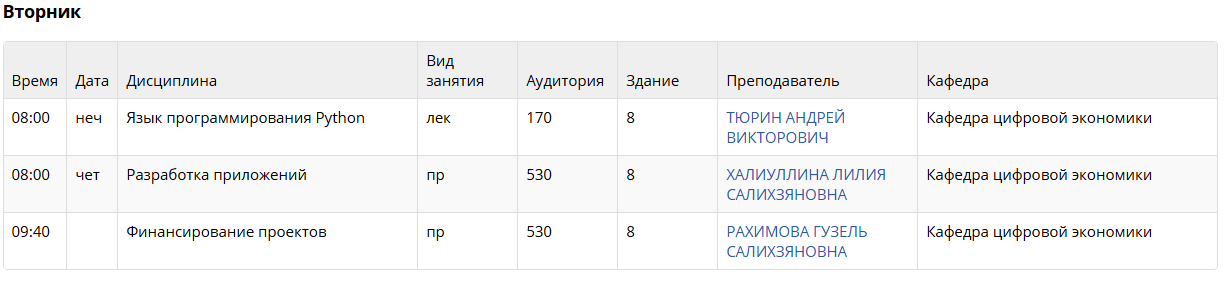 Вторник
Время Дата Дисциплина Вид занятия Аудитория Здание Преподаватель Кафедра
08:00 неч Язык программирования Python лек 170 8 ТЮРИН АНДРЕЙ ВИКТОРОВИЧ Кафедра цифровой экономики
08:00 чет Разработка приложений пр 530 8 ХАЛИУЛЛИНА ЛИЛИЯ САЛИХЗЯНОВНА Кафедра цифровой экономики
09:40 Финансирование проектов пр 530 8 РАХИМОВА ГУЗЕЛЬ САЛИХЗЯНОВНА Кафедра цифровой экономики